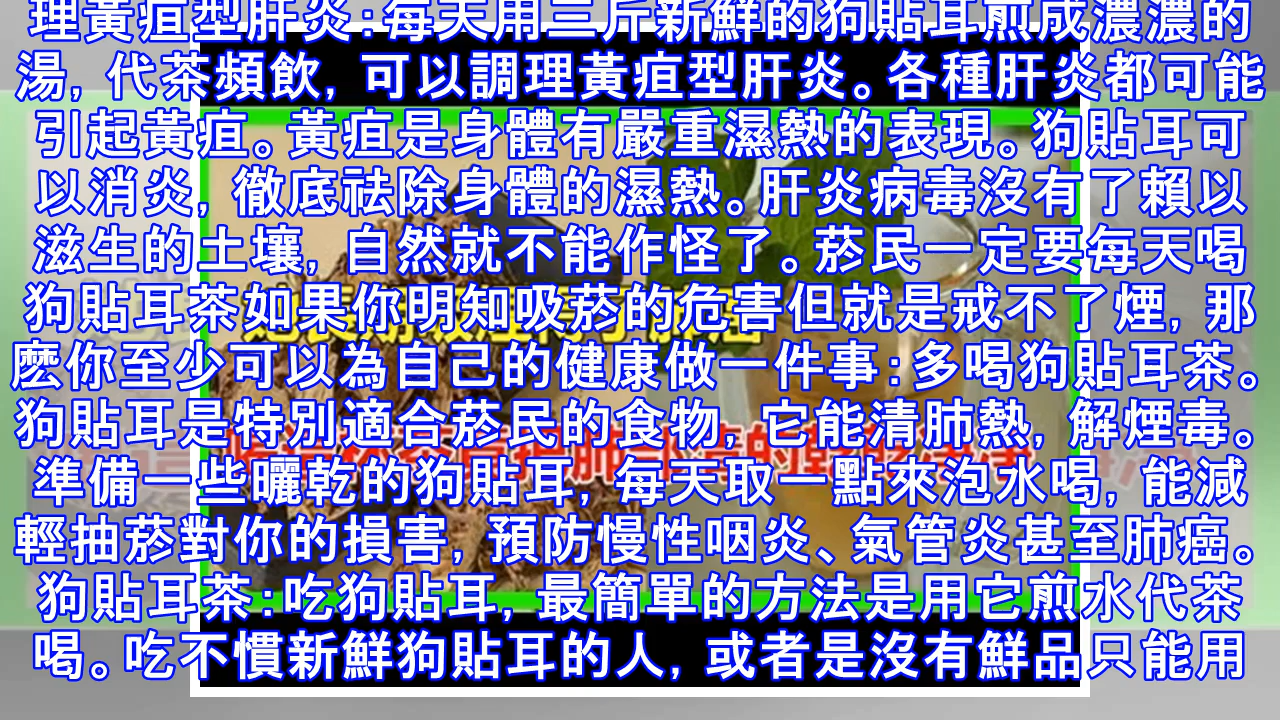 理黃疸型肝炎:每天用三斤新鮮的狗貼耳煎成濃濃的
湯,代茶頻飲,可以調理黃疸型肝炎。各種肝炎都可能
引起黃疸。黃疸是身體有嚴重濕熱的表現。狗貼耳可
以消炎,徹底祛除身體的濕熱。肝炎病毒沒有了賴以
滋生的土壤,自然就不能作怪了。菸民一定要每天喝
狗貼耳茶如果你明知吸菸的危害但就是戒不了煙,那
麼你至少可以為自己的健康做一件事:多喝狗貼耳茶。
狗貼耳是特別適合菸民的食物,它能清肺熱,解煙毒。
準備一些曬乾的狗貼耳,每天取一點來泡水喝,能減
輕抽菸對你的損害,預防慢性咽炎、氣管炎甚至肺癌。
狗貼耳茶:吃狗貼耳,最簡單的方法是用它煎水代茶
喝。吃不慣新鮮狗貼耳的人,或者是沒有鮮品只能用